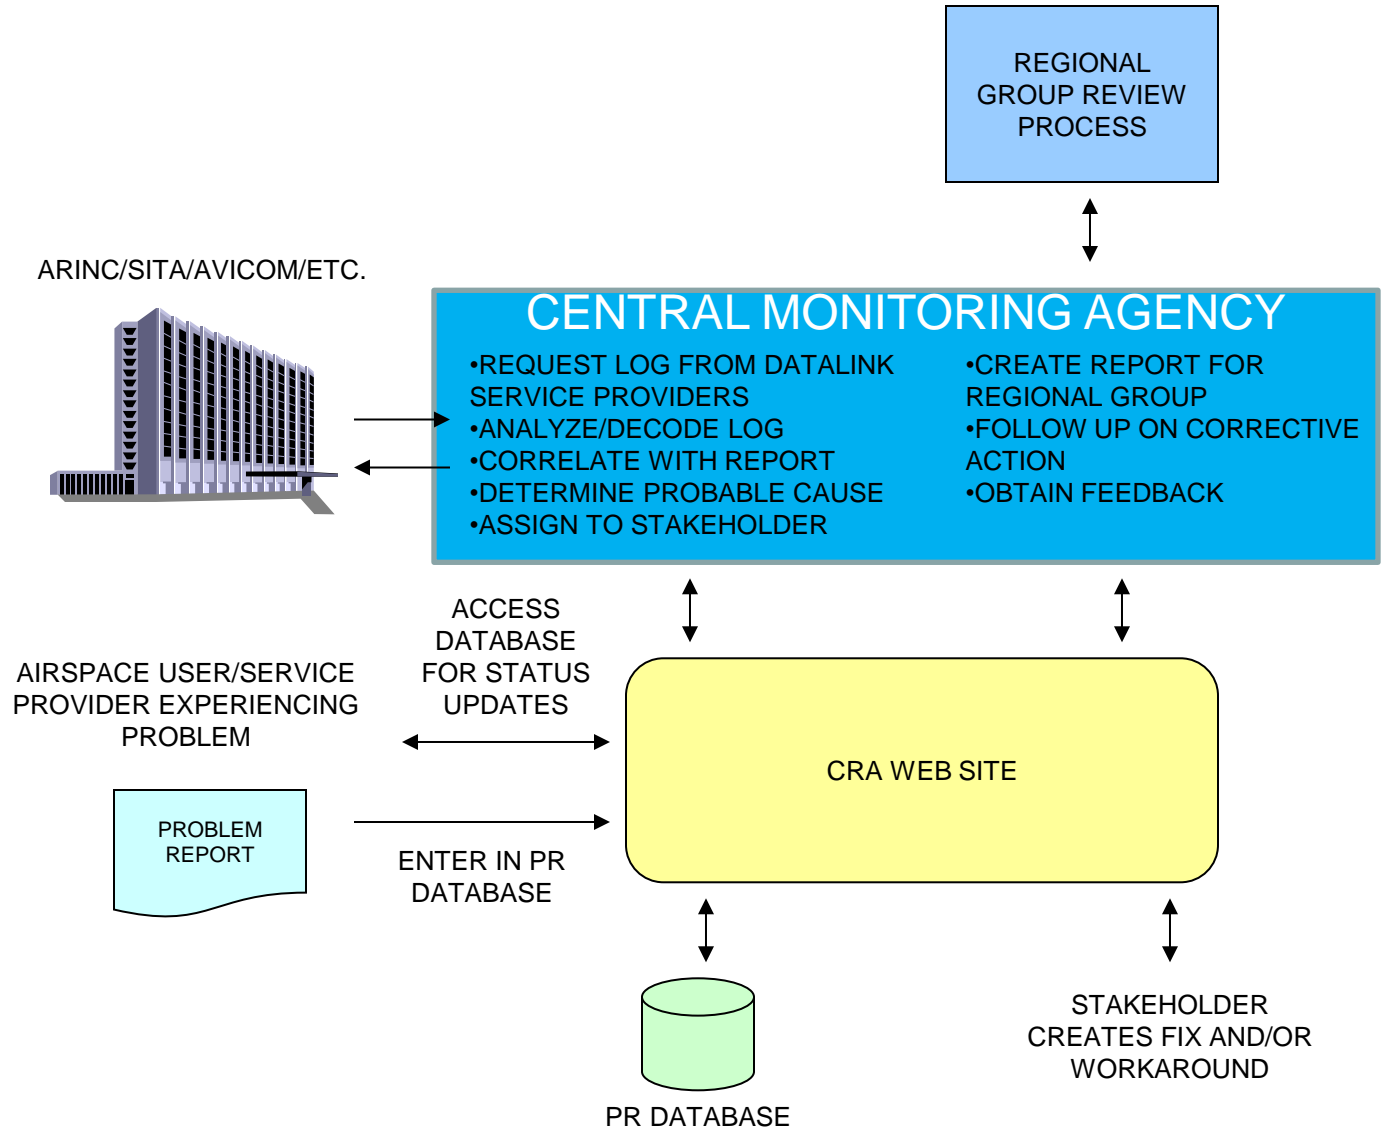 REGIONAL
GROUP REVIEW
PROCESS
ARINC/SITA/AVICOM/ETC.
CENTRAL MONITORING AGENCY
•REQUEST LOG FROM DATALINK
SERVICE PROVIDERS
•ANALYZE/DECODE LOG
•CORRELATE WITH REPORT
•DETERMINE PROBABLE CAUSE
•ASSIGN TO STAKEHOLDER
•CREATE REPORT FOR
REGIONAL GROUP
•FOLLOW UP ON CORRECTIVE
ACTION
•OBTAIN FEEDBACK
ACCESS
DATABASE
FOR STATUS
UPDATES
AIRSPACE USER/SERVICE
PROVIDER EXPERIENCING
PROBLEM
CRA WEB SITE
PROBLEM
REPORT
ENTER IN PR
DATABASE
STAKEHOLDER
CREATES FIX AND/OR
WORKAROUND
PR DATABASE